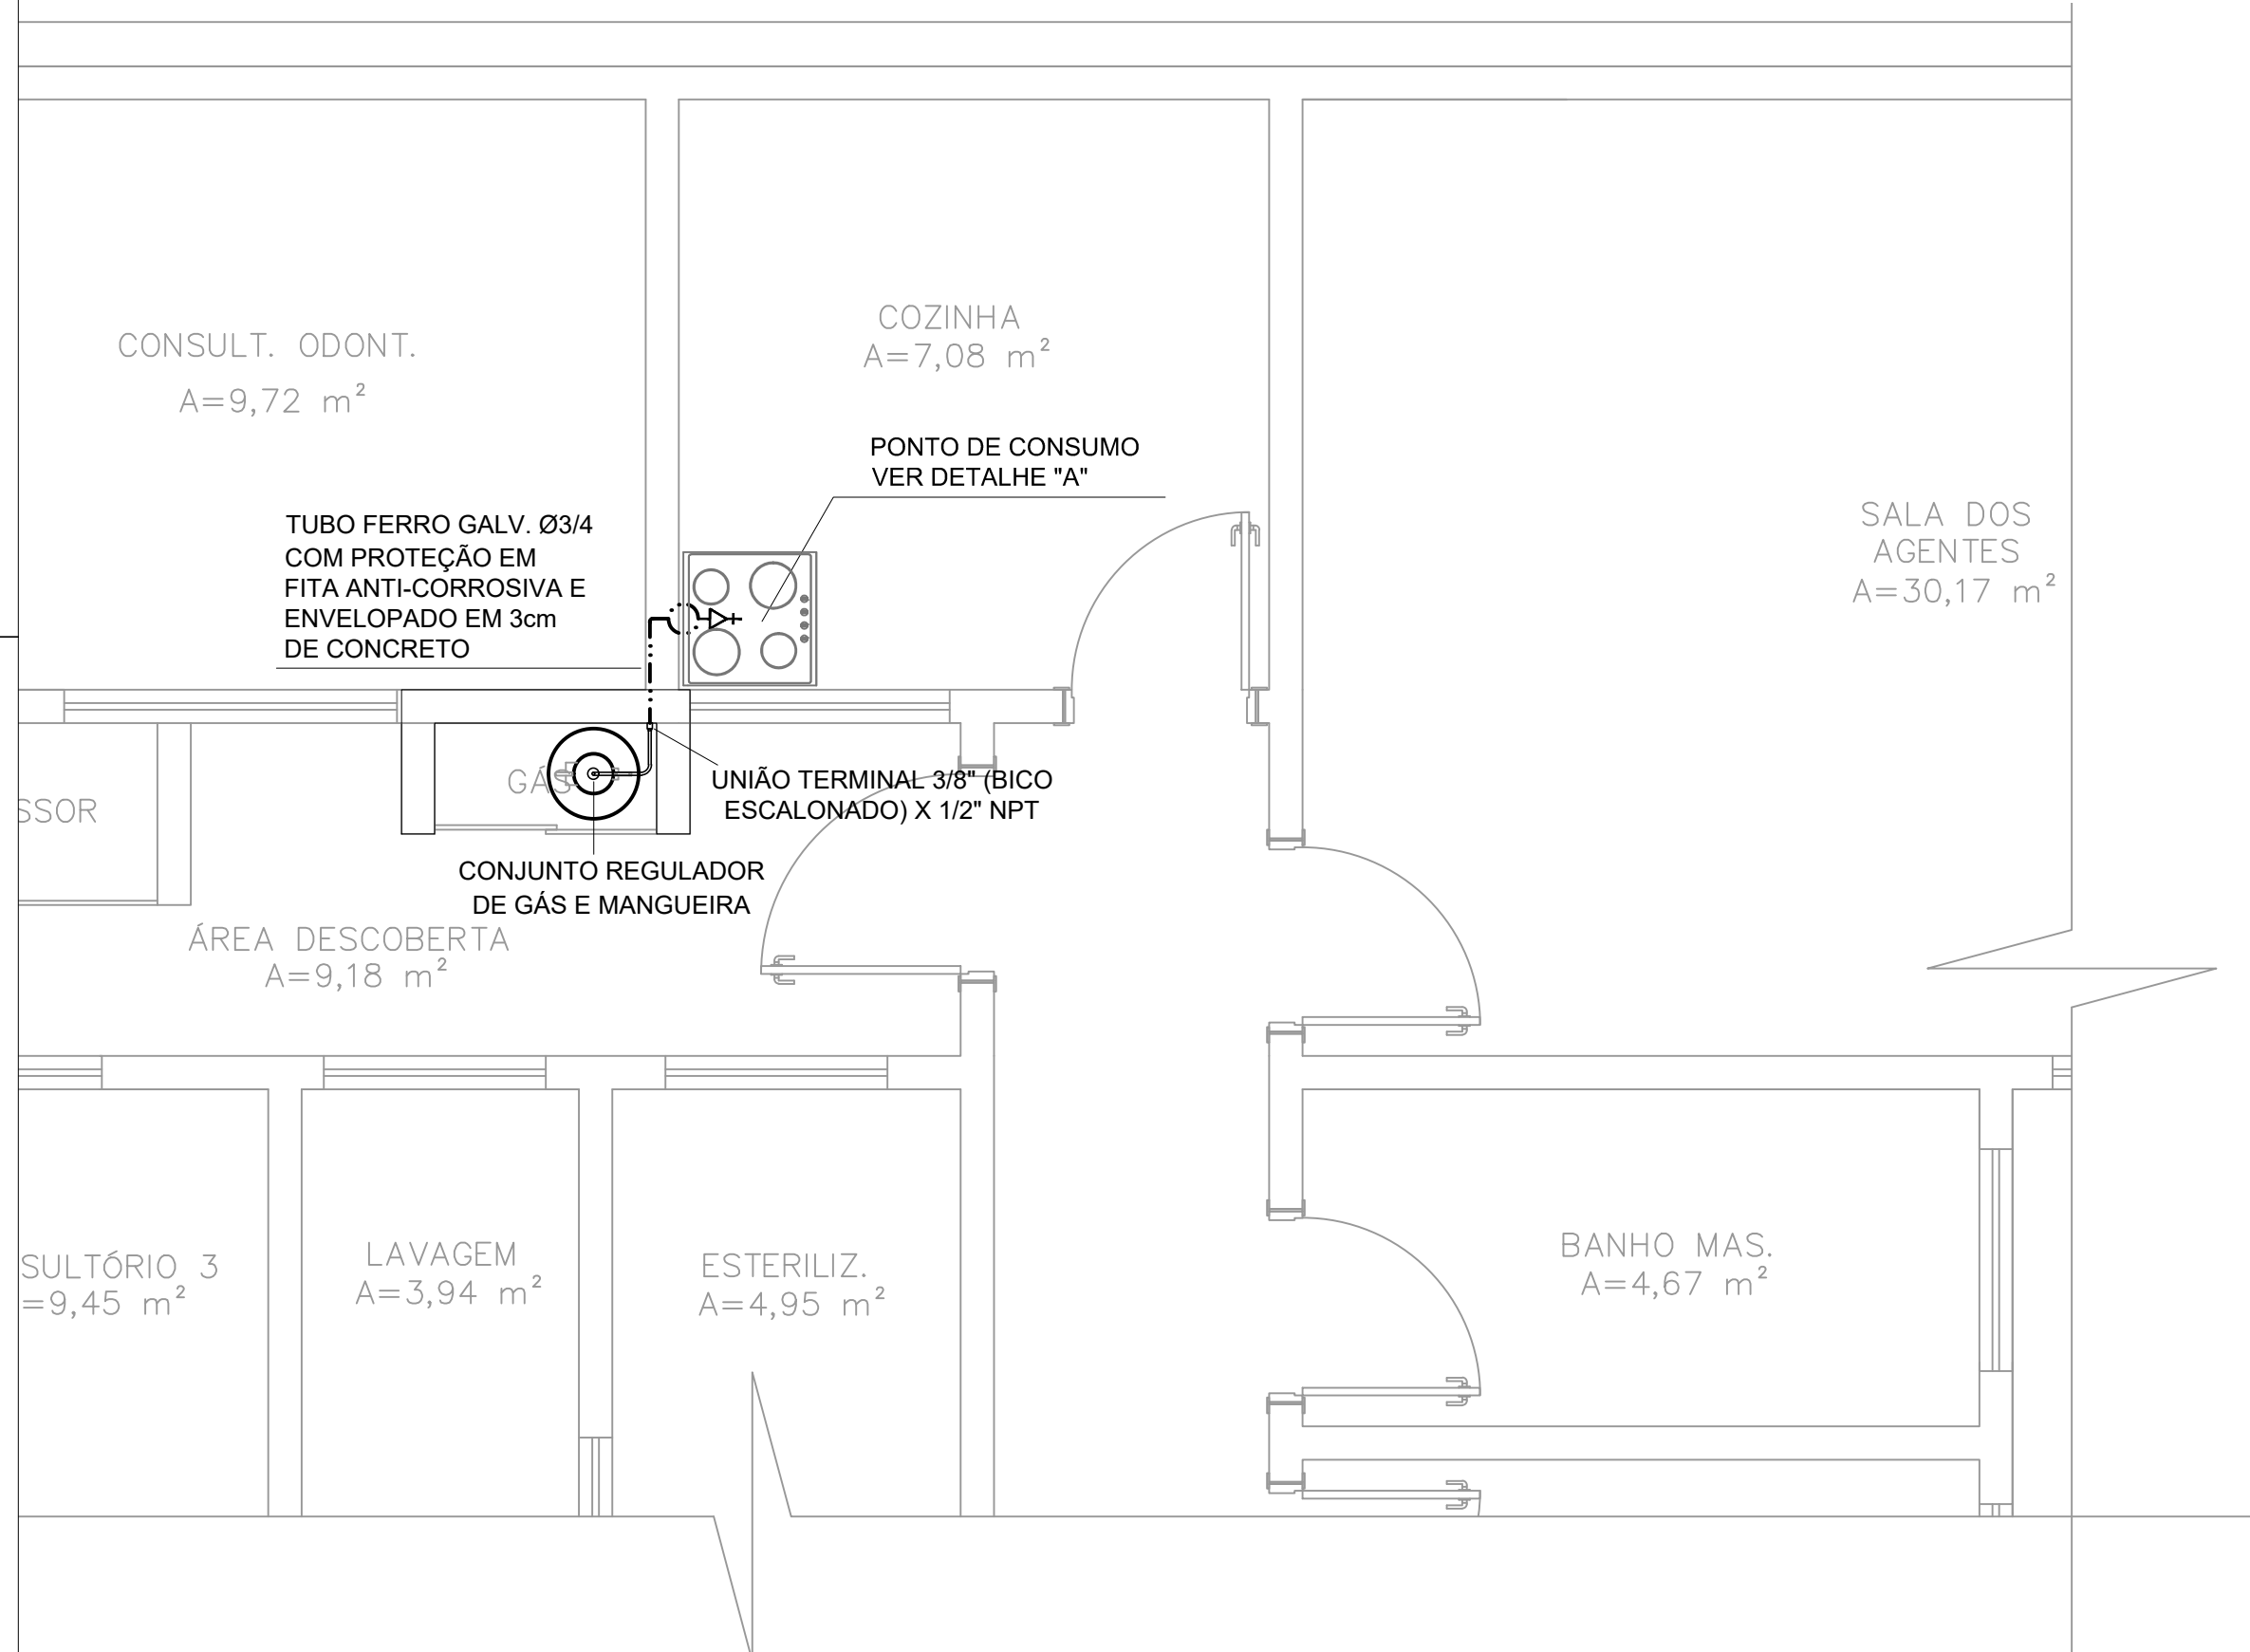 CONSULT. ODONT.
A=9,72 m²
COZINHA
A=7,08 m²
PONTO DE CONSUMO
VER DETALHE "A"
TUBO FERRO GALV. Ø3/4
COM PROTEÇÃO EM
FITA ANTI-CORROSIVA E
ENVELOPADO EM 3cm
DE CONCRETO
SALA DOS
AGENTES
A=30,17 m²
GÁS
UNIÃO TERMINAL 3/8" (BICO
ESCALONADO) X 1/2" NPT
SSOR
CONJUNTO REGULADOR
DE GÁS E MANGUEIRA
ÁREA DESCOBERTA
A=9,18 m²
SULTÓRIO 3
=9,45 m²
LAVAGEM
A=3,94 m²
ESTERILIZ.
A=4,95 m²
BANHO MAS.
A=4,67 m²